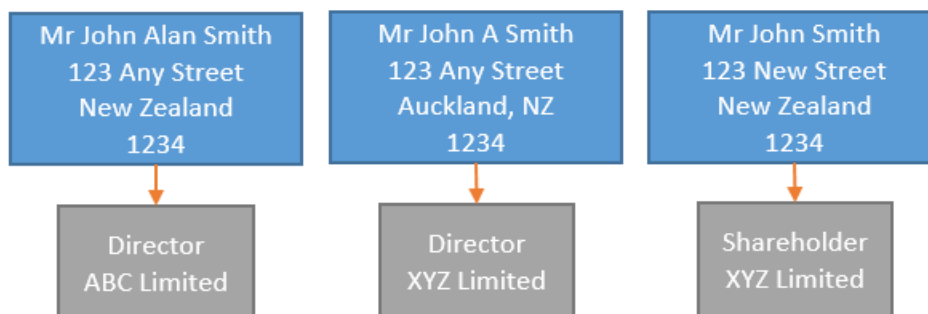 Mr John Alan Smith
123 Any Street
New Zealand
1234
Director
ABC Limited
Mr John A Smith
123 Any Street
Auckland, NZ
1234
Director
XYZ Limited
Mr John Smith
123 New Street
New Zealand
1234
Shareholder
XYZ Limited